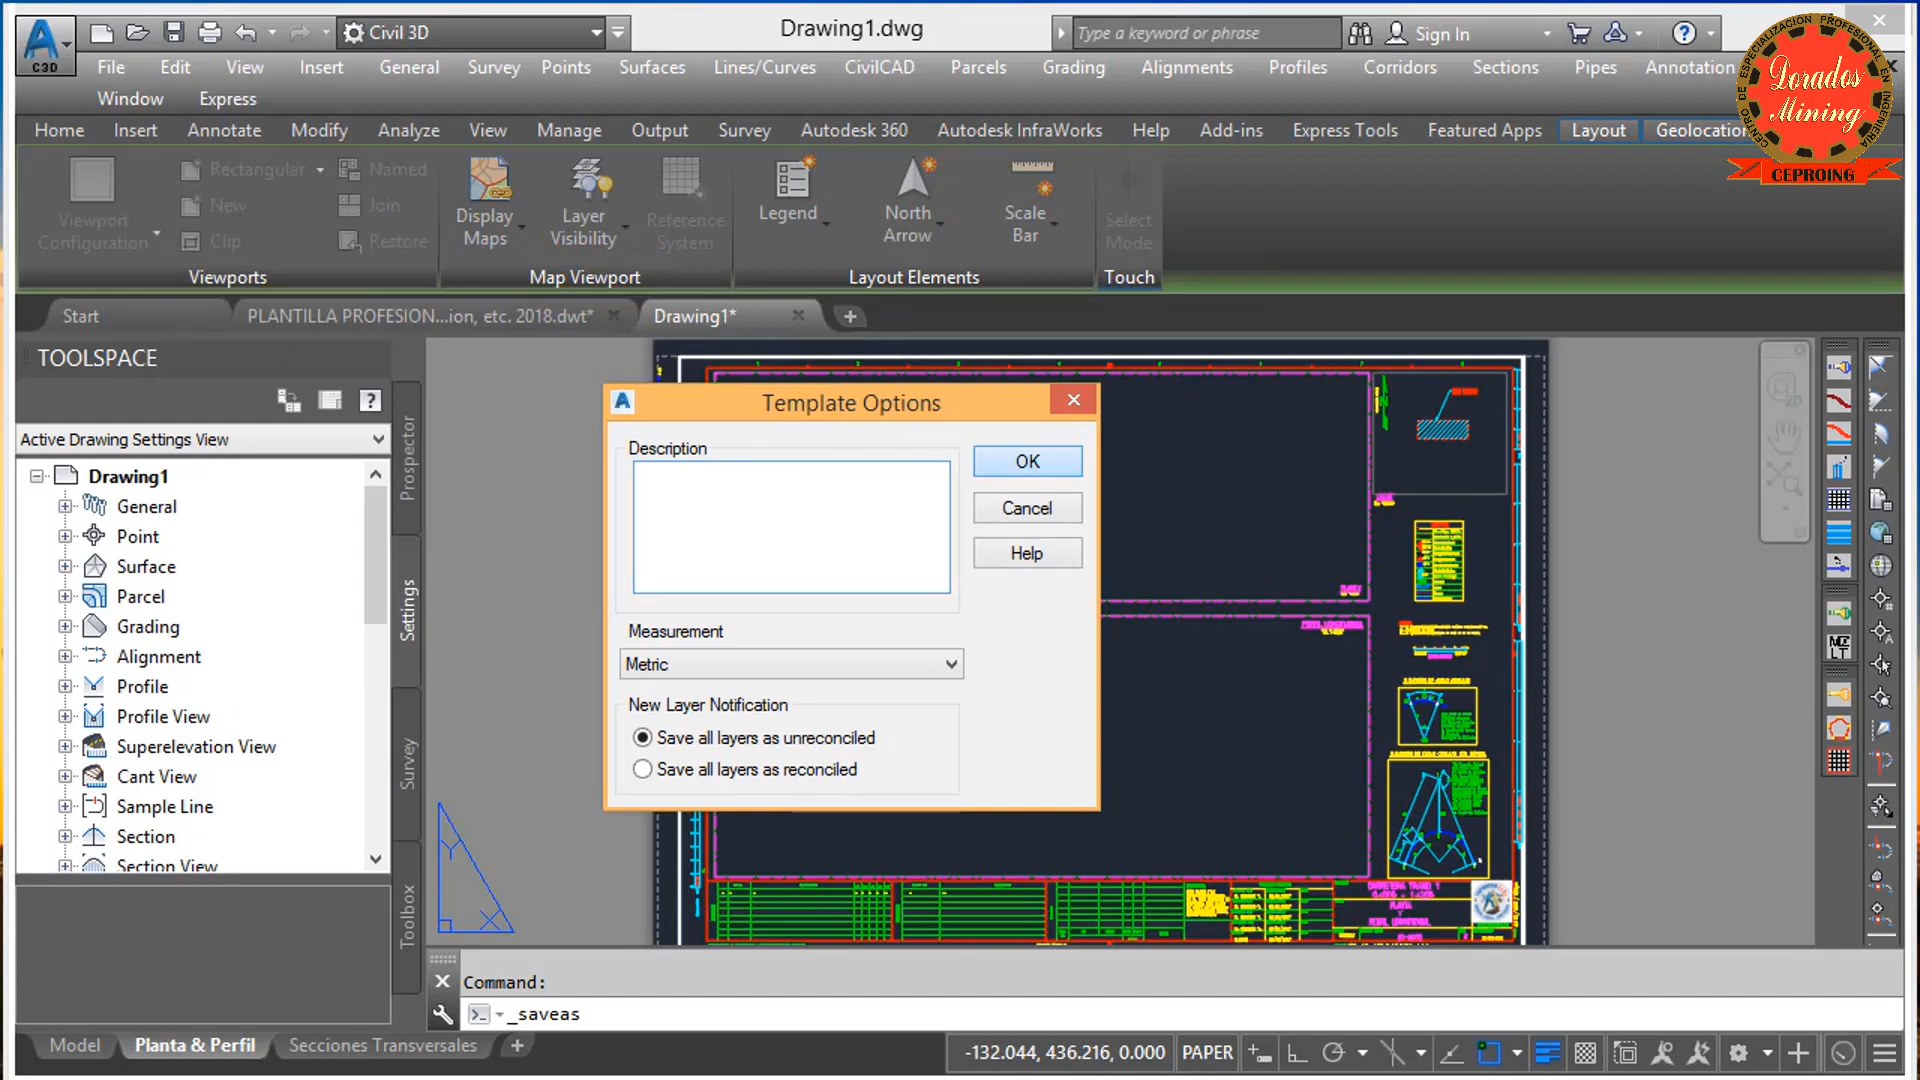 Civil 3D
Drawing1.dwg
Type a keyword or phrase
Sign In
C3D
File Edit View Insert General Survey Points Surfaces Lines/Curves CivilCAD Parcels Grading Alignments Profiles Corridors Sections Pipes Annotation
Window Express
Home Insert Annotate Modify Analyze View Manage Output Survey Autodesk 360 Autodesk InfraWorks Help Add-ins Express Tools Featured Apps Layout Geolocation
CENTRO DE ESPECIALIZACIÓN PROFESIONAL EN INGENIERIA
Dorados
Mining
CEPROING
Viewport
Configuration
Rectangular
New
Clip
Named
Join
Restore
Display
Maps
Layer
Visibility
Reference
System
Legend
North
Arrow
Scale
Bar
Select
Mode
Viewports
Map Viewport
Layout Elements
Touch
Start
PLANTILLA PROFESION...ion, etc. 2018.dwt*
Drawing1*
TOOLSPACE
Active Drawing Settings View
Drawing1
General
Point
Surface
Parcel
Grading
Alignment
Profile
Profile View
Superelevation View
Cant View
Sample Line
Section
Section View
Prospector
Settings
Survey
Toolbox
Template Options
Description
OK
Cancel
Help
Measurement
Metric
New Layer Notification
Save all layers as unreconciled
Save all layers as reconciled
Y
X
Command:
_saveas
Model
Planta & Perfil
Secciones Transversales
-132.044, 436.216, 0.000
PAPER